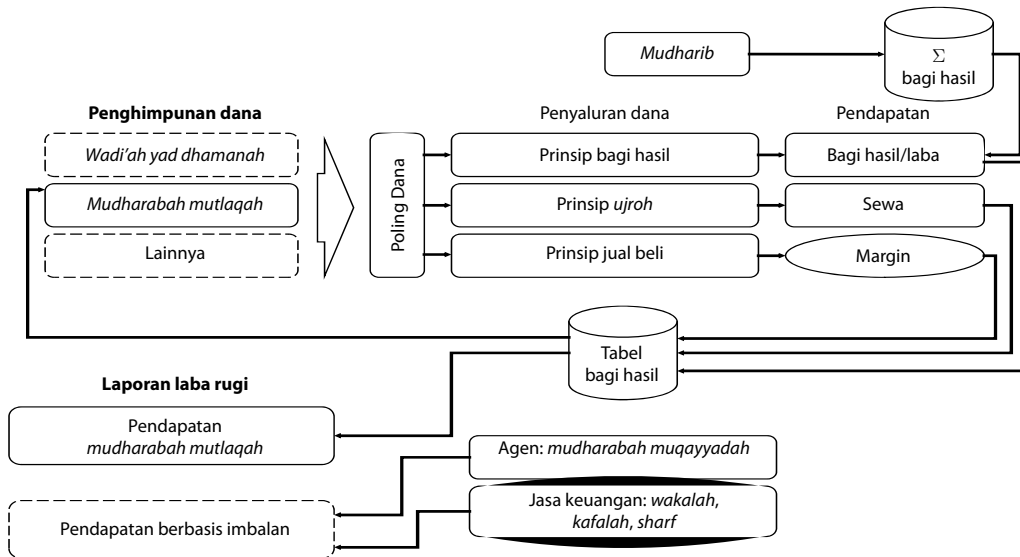 Mudharib
Σ
bagi hasil
Penghimpunan dana
Penyaluran dana
Pendapatan
Wadi'ah yad dhamanah
Mudharabah mutlaqah
Lainnya
Poling Dana
Prinsip bagi hasil
Bagi hasil/laba
Prinsip ujroh
Sewa
Prinsip jual beli
Margin
Tabel
bagi hasil
Laporan laba rugi
Pendapatan
mudharabah mutlaqah
Agen: mudharabah muqayyadah
Jasa keuangan: wakalah,
kafalah, sharf
Pendapatan berbasis imbalan